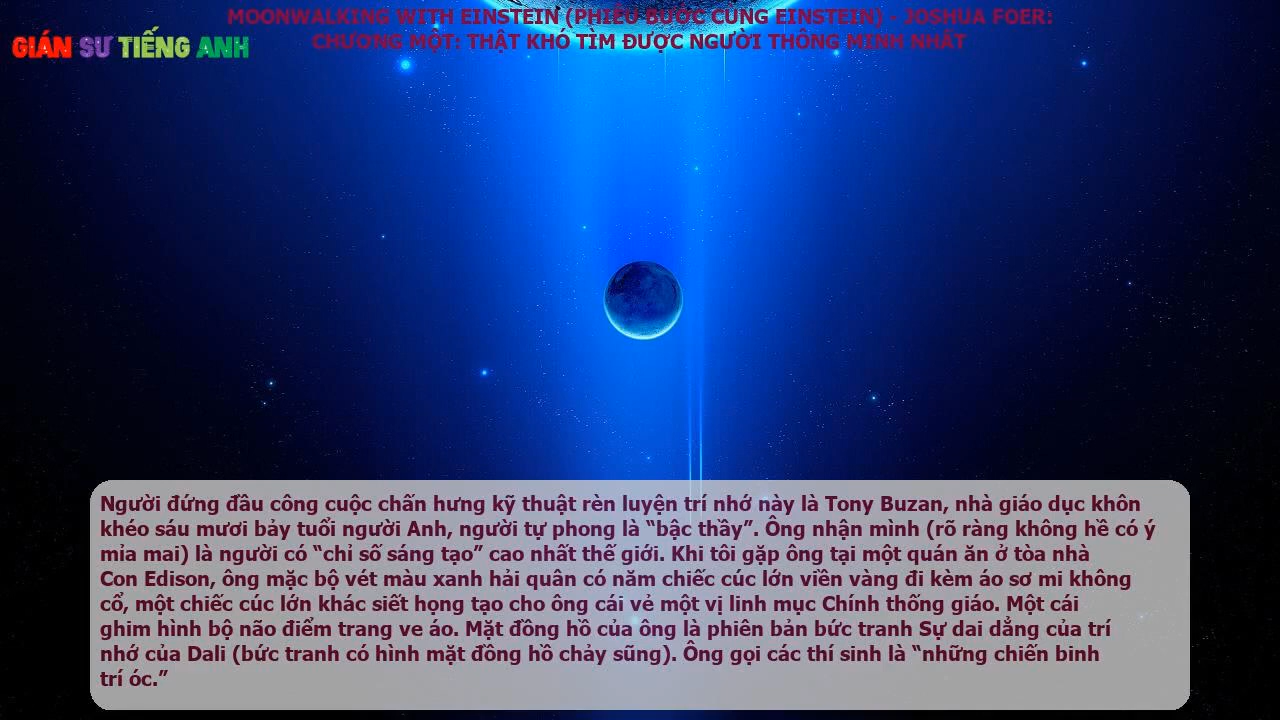 MOONWALKING WITH EINSTEIN (PHIÊU BƯỚC CÙNG EINSTEIN) - JOSHUA FOER:
CHƯƠNG MỘT: THẬT KHÓ TÌM ĐƯỢC NGƯỜI THÔNG MINH NHẤT
GIÁN SƯ TIẾNG ANH
Người đứng đầu công cuộc chấn hưng kỹ thuật rèn luyện trí nhớ này là Tony Buzan, nhà giáo dục khôn
khéo sáu mươi bảy tuổi người Anh, người tự phong là “bậc thầy”. Ông nhận mình (rõ ràng không hề có ý
mỉa mai) là người có “chỉ số sáng tạo” cao nhất thế giới. Khi tôi gặp ông tại một quán ăn ở tòa nhà
Con Edison, ông mặc bộ vét màu xanh hải quân có năm chiếc cúc lớn viền vàng đi kèm áo sơ mi không
cổ, một chiếc cúc lớn khác siết họng tạo cho ông cái vẻ một vị linh mục Chính thống giáo. Một cái
ghim hình bộ não điểm trang ve áo. Mặt đồng hồ của ông là phiên bản bức tranh Sự dai dẳng của trí
nhớ của Dali (bức tranh có hình mặt đồng hồ chảy sũng). Ông gọi các thí sinh là “những chiến binh
trí óc.”